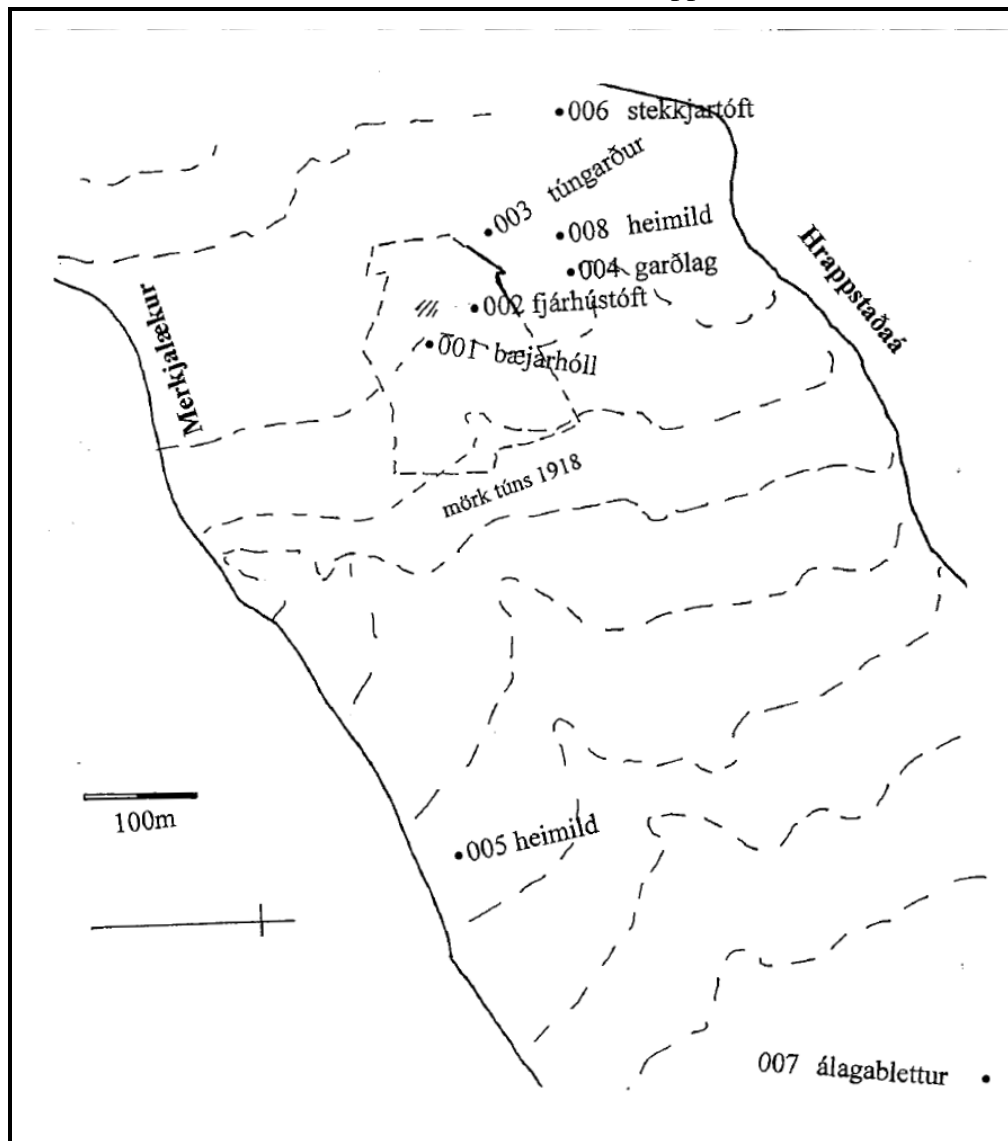 •006 stekkjartóft
•003 túngarður
•008 heimild
•004 garðlag
Hrappstaðaá
Merkjalækur
•002 fjárhústóft
•001 bæjarhóll
mörk túns 1918
100m
•005 heimild
007 álagablettur •